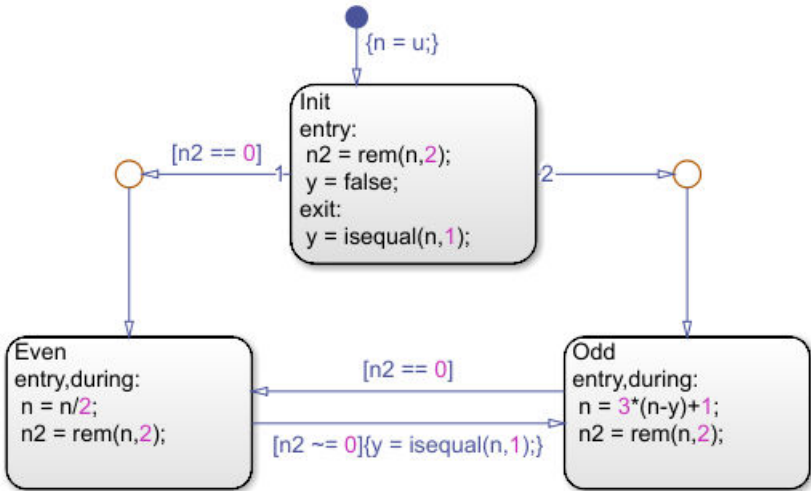 {n = u;}
Init
entry:
n2 = rem(n,2);
y = false;
exit:
y = isequal(n,1);
[n2 == 0]
1
2
Even
entry,during:
n = n/2;
n2 = rem(n,2);
[n2 == 0]
[n2 ~= 0]{y = isequal(n,1);}
Odd
entry,during:
n = 3*(n-y)+1;
n2 = rem(n,2);